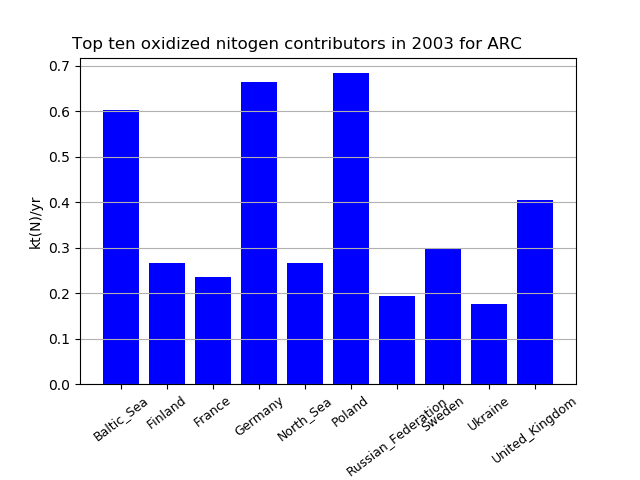 Top ten oxidized nitogen contributors in 2003 for ARC
kt(N)/yr
0.7
0.6
0.5
0.4
0.3
0.2
0.1
0.0
Baltic_Sea
Finland
France
Germany
North_Sea
Poland
Russian_Federation
Sweden
Ukraine
United_Kingdom